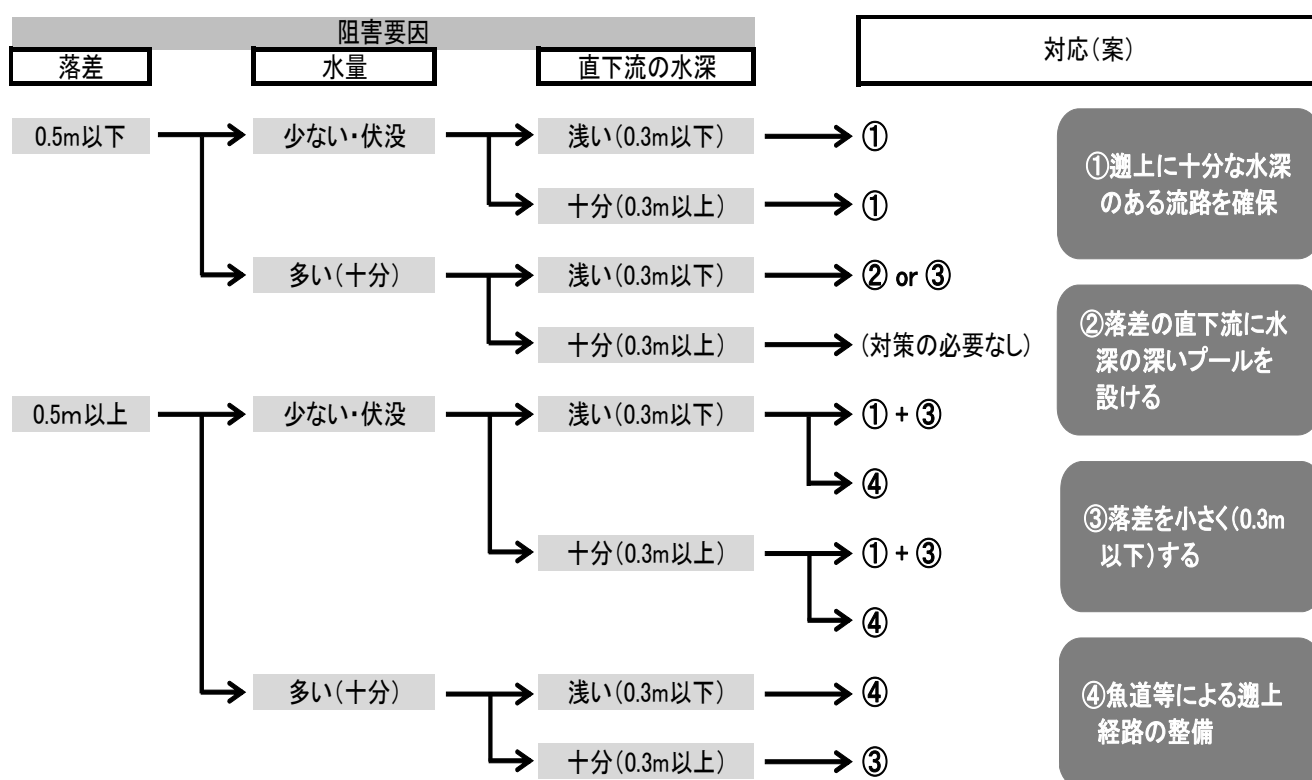 阻害要因
落差 水量 直下流の水深 対応(案)
0.5m以下 少ない・伏没 浅い(0.3m以下) ①
十分(0.3m以上) ①
多い(十分) 浅い(0.3m以下) ② or ③
十分(0.3m以上) (対策の必要なし)
0.5m以上 少ない・伏没 浅い(0.3m以下) ① + ③
④
十分(0.3m以上) ① + ③
④
多い(十分) 浅い(0.3m以下) ④
十分(0.3m以上) ③
①遡上に十分な水深
のある流路を確保
②落差の直下流に水
深の深いプールを
設ける
③落差を小さく(0.3m
以下)する
④魚道等による遡上
経路の整備